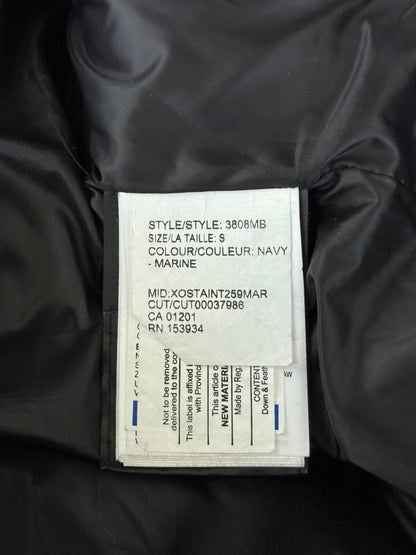 STYLE/STYLE: 3808MB
SIZE/LA TAILLE: S
COLOUR/COULEUR: NAVY
- MARINE
MID:XOSTAINT259MAR
CUT/CUT00037986
CA 01201
RN 153934
Not to be removed
delivered to the con
This label is affixed i
with Provinc
This article
NEW MATERI
Made by Reg.
CONTENT
Down & Feath